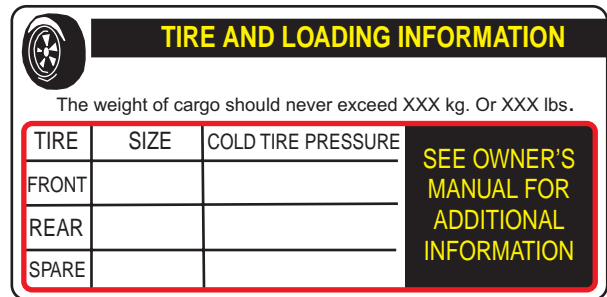 TIRE AND LOADING INFORMATION
The weight of cargo should never exceed XXX kg. Or XXX lbs.
TIRE SIZE COLD TIRE PRESSURE
FRONT
REAR
SPARE
SEE OWNER'S
MANUAL FOR
ADDITIONAL
INFORMATION